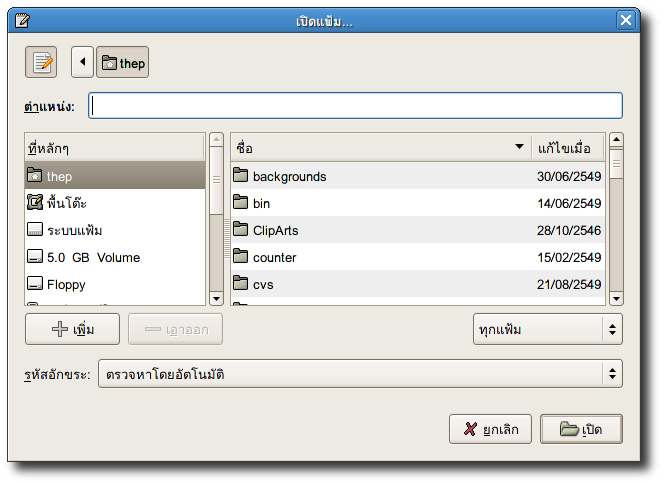 เปิดแฟ้ม...
thep
ตำแหน่ง:
ที่หลักๆ
ชื่อ แก้ไขเมื่อ
thep
backgrounds 30/06/2549
พื้นโต๊ะ
bin 14/06/2549
ระบบแฟ้ม
ClipArts 28/10/2546
5.0 GB Volume
counter 15/02/2549
Floppy
cvs 21/08/2549
เพิ่ม
เอาออก
ทุกแฟ้ม
รหัสอักขระ: ตรวจหาโดยอัตโนมัติ
ยกเลิก
เปิด